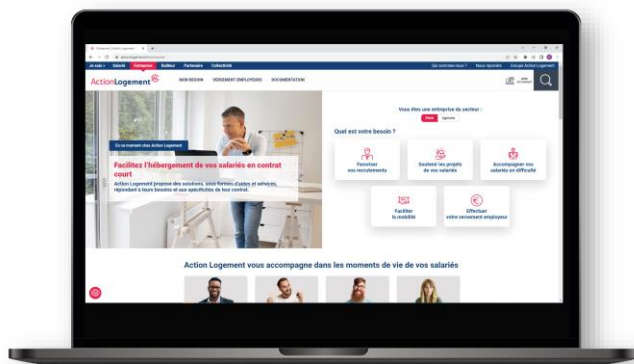 Je suis >
Salarié
Entreprise
Bailleur
Partenaire
Collectivité
Qui sommes-nous ?
Nous rejoindre
Groupe Action Logement
ActionLogement
MON BESOIN
VERSEMENT EMPLOYEURS
DOCUMENTATION
En ce moment chez Action Logement
Facilitez l'hébergement de vos salariés en contrat
court
Action Logement propose des solutions, sous formes d'aides et services,
répondant à leurs besoins et aux spécificités de leur contrat.
Vous êtes une entreprise du secteur :
Quel est votre besoin ?
Favoriser
vos recrutements
Soutenir les projets
de vos salariés
Accompagner vos
salariés en difficulté
Faciliter
la mobilité
Effectuer
votre versement employeur
Action Logement vous accompagne dans les moments de vie de vos salariés